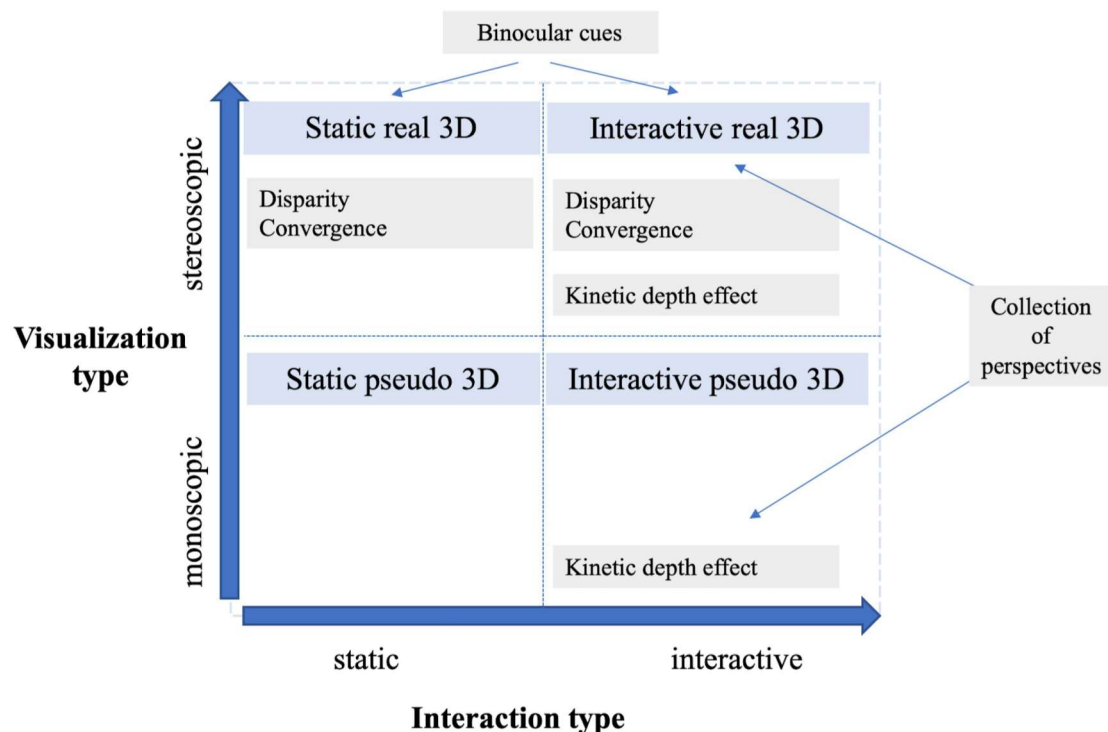 Binocular cues
Static real 3D
Interactive real 3D
Disparity
Convergence
Disparity
Convergence
Kinetic depth effect
stereoscopic
Visualization
type
Collection
of
perspectives
Static pseudo 3D
Interactive pseudo 3D
monoscopic
Kinetic depth effect
static
interactive
Interaction type